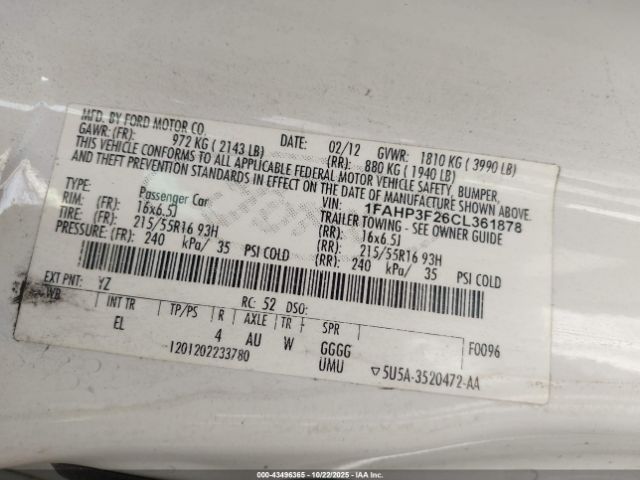 MFD. BY FORD MOTOR CO.
DATE: 02/12 GVWR: 1810 KG ( 3990 LB)
GAWR: (FR): 972 KG ( 2143 LB) (RR): 880 KG ( 1940 LB)
THIS VEHICLE CONFORMS TO ALL APPLICABLE FEDERAL MOTOR VEHICLE SAFETY, BUMPER,
AND THEFT PREVENTION STANDARDS IN EFFECT ON THE DATE OF MANUFACTURE SHOWN ABOVE.
VIN: 1FAHP3F26CL361878
TYPE: Passenger Car TRAILER TOWING - SEE OWNER GUIDE
RIM: (FR): 16x6.5J (RR): 16x6.5J
TIRE: (FR): 215/55R16 93H (RR): 215/55R16 93H
PRESSURE: (FR): 240 kPa/ 35 PSI COLD (RR): 240 kPa/ 35 PSI COLD
EXT PNT: YZ RC: 52 DSO:
WB INT TR TP/PS R AXLE TR F SPR F0096
EL 4 AU W GGGG
1201202233780 UMU ▽5U5A-3520472-AA
000-43496365 - 10/22/2025 - IAA Inc.